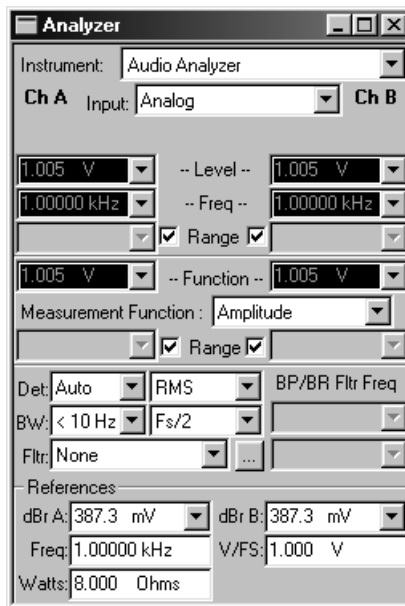 Analyzer
Instrument: Audio Analyzer
Ch A Input: Analog Ch B
1.005 V -- Level -- 1.005 V
1.00000 kHz -- Freq -- 1.00000 kHz
Range
1.005 V -- Function -- 1.005 V
Measurement Function : Amplitude
Range
Det: Auto RMS BP/BR Fltr Freq
BW: < 10 Hz Fs/2
Fltr: None ...
References
dBr A: 387.3 mV dBr B: 387.3 mV
Freq: 1.00000 kHz V/FS: 1.000 V
Watts: 8.000 Ohms